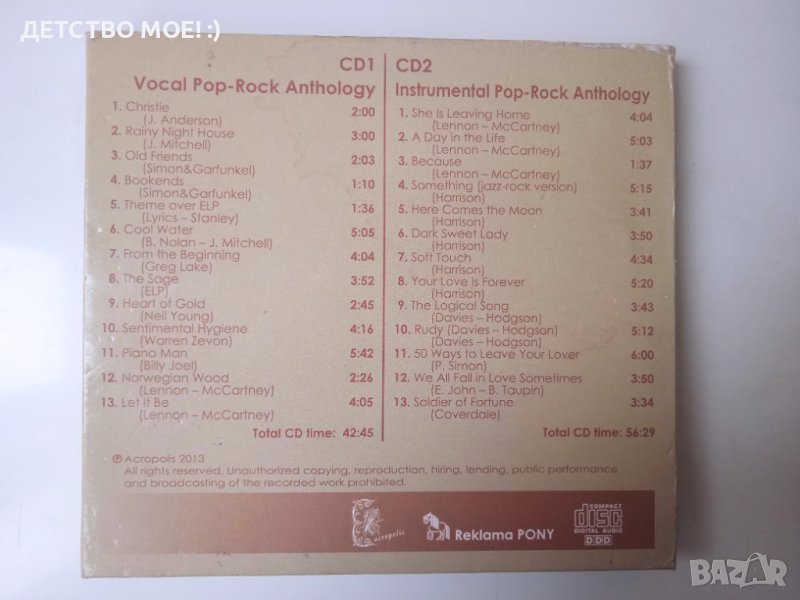 ДЕТСТВО МОЕ!:)
CD1
Vocal Pop-Rock Anthology
1. Christie 2:00
(J. Anderson)
2. Rainy Night House 3:00
(J. Mitchell)
3. Old Friends 2:03
(Simon&Garfunkel)
4. Bookends 1:10
(Simon&Garfunkel)
5. Theme over ELP 1:36
(Lyrics – Stanley)
6. Cool Water 5:05
(B. Nolan – J. Mitchell)
7. From the Beginning 4:04
(Greg Lake)
8. The Sage 3:52
(ELP)
9. Heart of Gold 2:45
(Neil Young)
10. Sentimental Hygiene 4:16
(Warren Zevon)
11. Piano Man 5:42
(Billy Joel)
12. Norwegian Wood 2:26
(Lennon – McCartney)
13. Let It Be 4:05
(Lennon – McCartney)
Total CD time: 42:45
CD2
Instrumental Pop-Rock Anthology
1. She Is Leaving Home 4:04
(Lennon – McCartney)
2. A Day in the Life 5:03
(Lennon – McCartney)
3. Because 1:37
(Lennon – McCartney)
4. Something (jazz-rock version) 5:15
(Harrison)
5. Here Comes the Moon 3:41
(Harrison)
6. Dark Sweet Lady 3:50
(Harrison)
7. Soft Touch 4:34
(Harrison)
8. Your Love is Forever 5:20
(Harrison)
9. The Logical Song 3:43
(Davies – Hodgson)
10. Rudy (Davies – Hodgson) 5:12
(Davies – Hodgson)
11. 50 Ways to Leave Your Lover 6:00
(P. Simon)
12. We All Fall in Love Sometimes 3:50
(E. John – B. Taupin)
13. Soldier of Fortune 3:34
(Coverdale)
Total CD time: 56:29
℗ Acropolis 2013
All rights reserved. Unauthorized copying, reproduction, hiring, lending, public performance
and broadcasting of the recorded work prohibited.
acropolis
Reklama PONY
COMPACT
disc
DIGITAL AUDIO
DDD
BAZAR